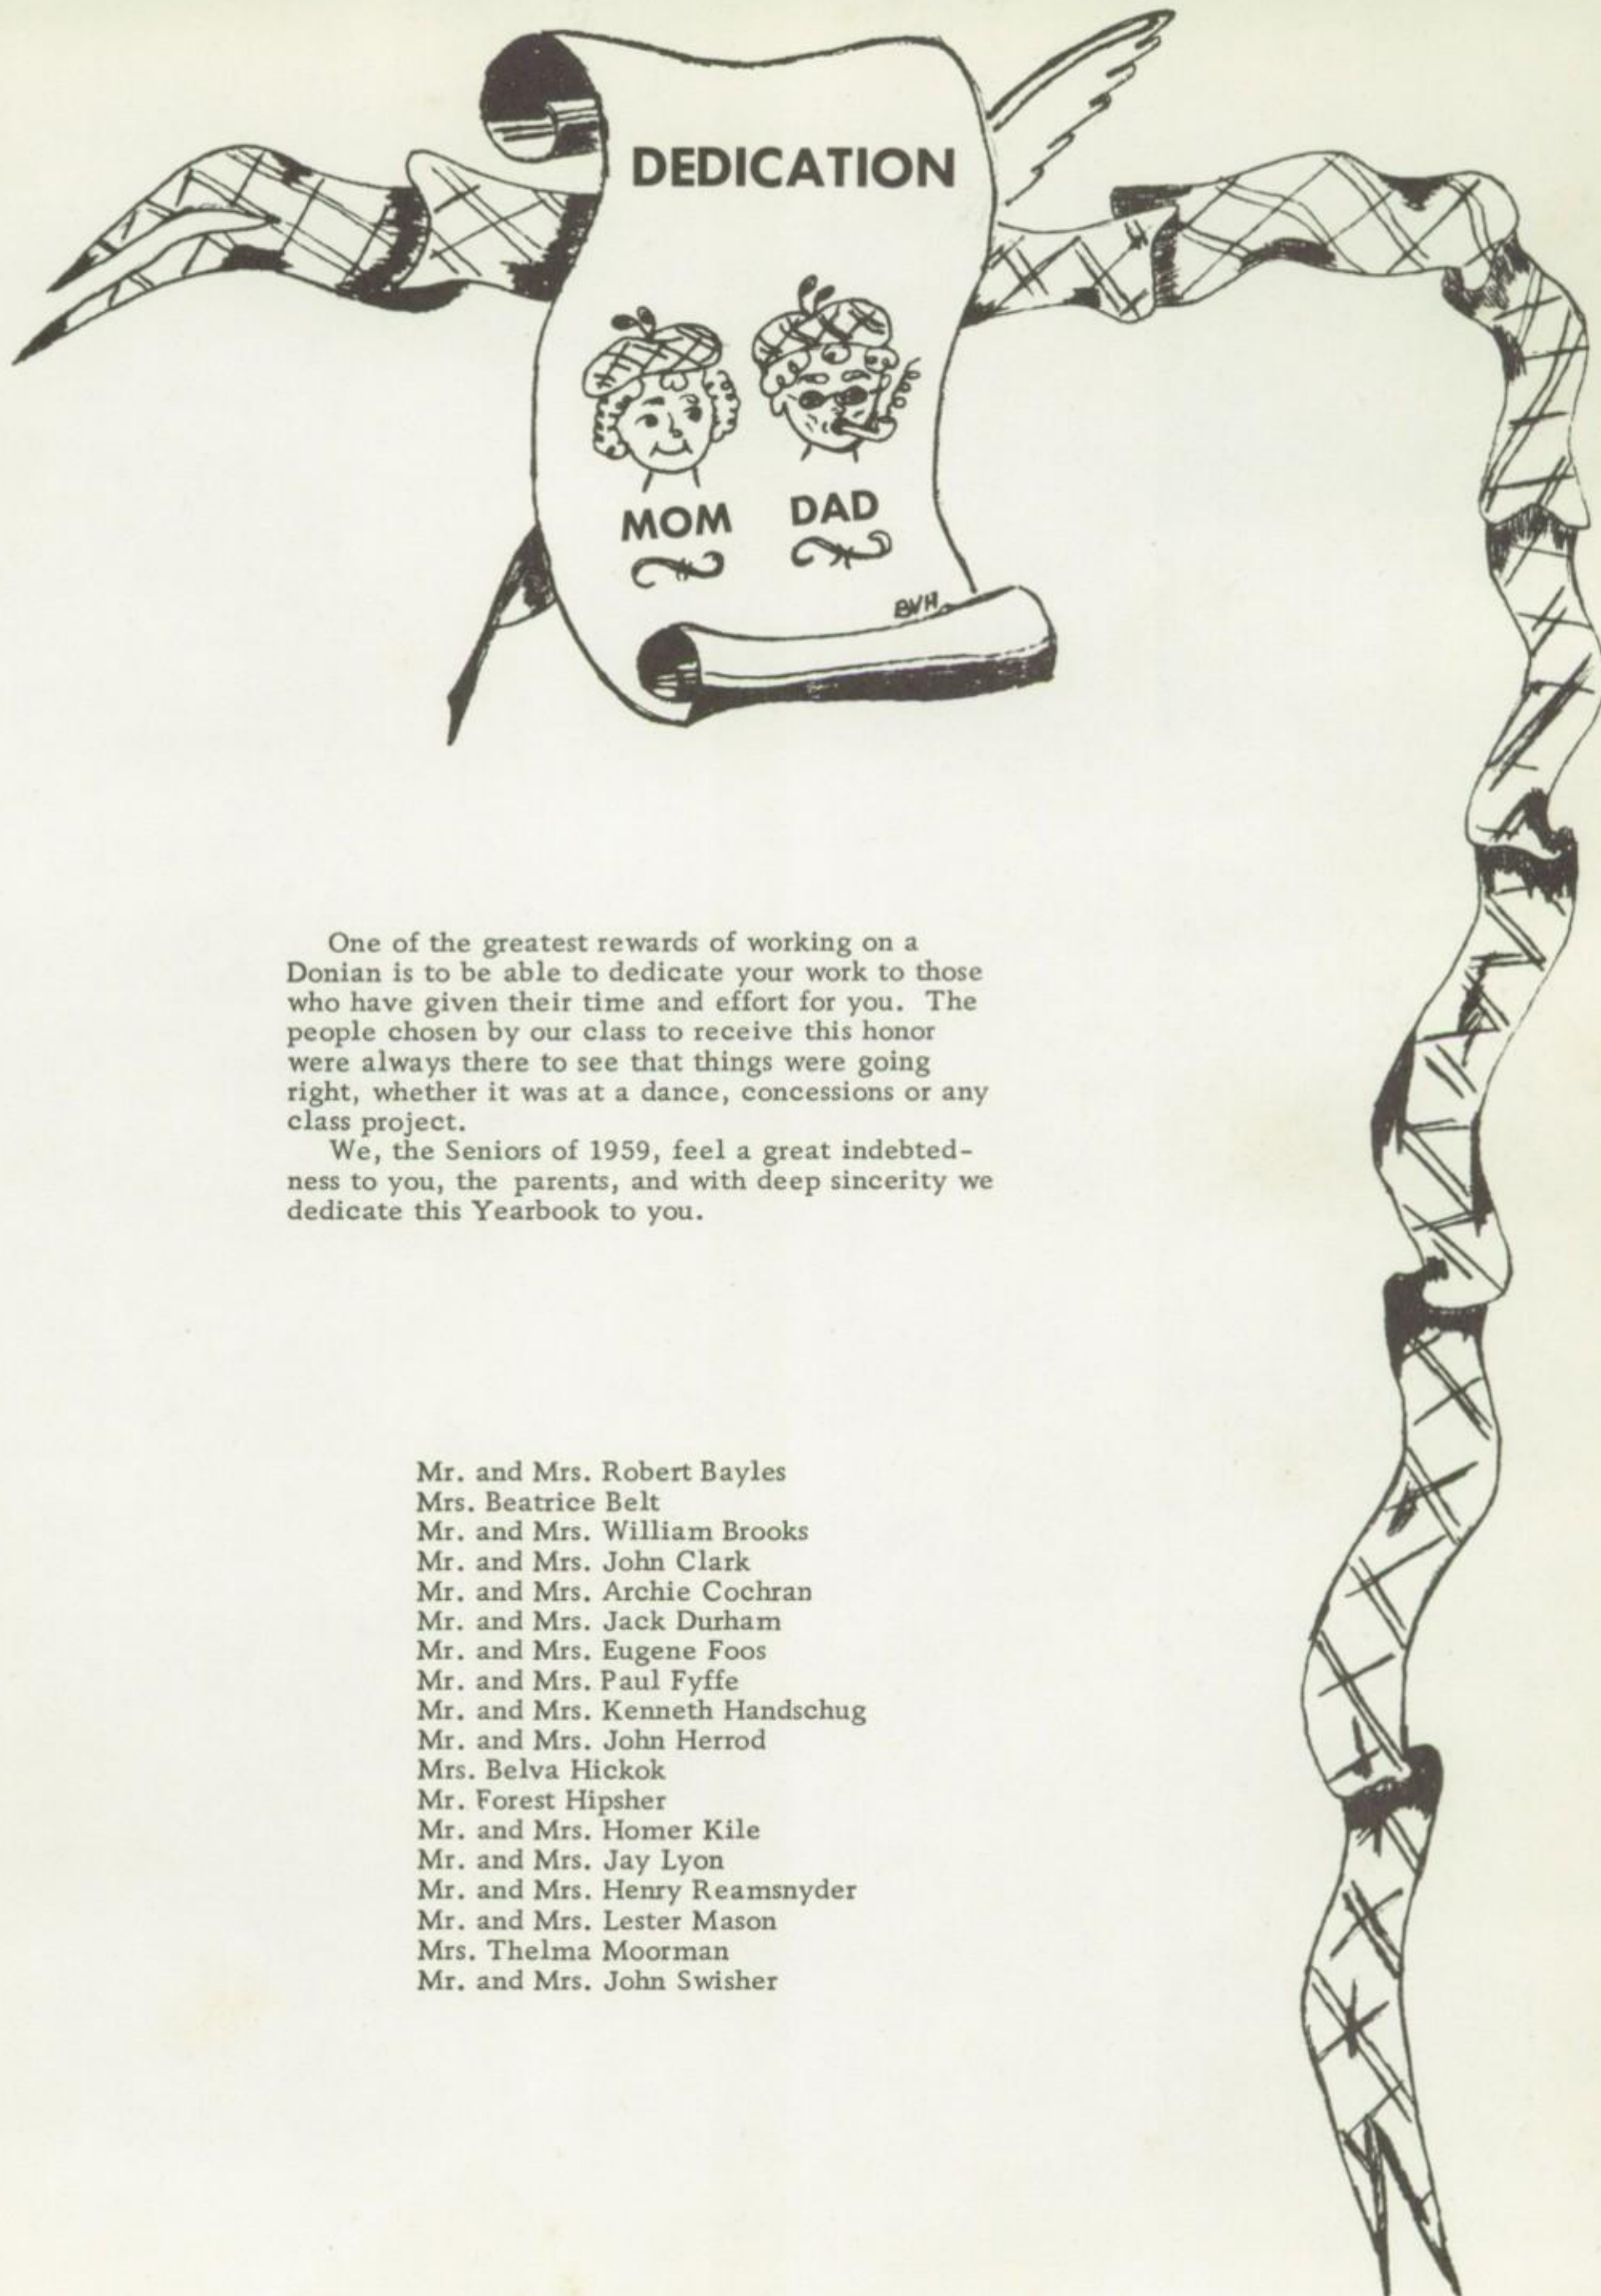 DEDICATION
MOM DAD
BVH
One of the greatest rewards of working on a
Donian is to be able to dedicate your work to those
who have given their time and effort for you. The
people chosen by our class to receive this honor
were always there to see that things were going
right, whether it was at a dance, concessions or any
class project.
We, the Seniors of 1959, feel a great indebted-
ness to you, the parents, and with deep sincerity we
dedicate this Yearbook to you.
Mr. and Mrs. Robert Bayles
Mrs. Beatrice Belt
Mr. and Mrs. William Brooks
Mr. and Mrs. John Clark
Mr. and Mrs. Archie Cochran
Mr. and Mrs. Jack Durham
Mr. and Mrs. Eugene Foos
Mr. and Mrs. Paul Fyffe
Mr. and Mrs. Kenneth Handschug
Mr. and Mrs. John Herrod
Mrs. Belva Hickok
Mr. Forest Hipsher
Mr. and Mrs. Homer Kile
Mr. and Mrs. Jay Lyon
Mr. and Mrs. Henry Reamsnyder
Mr. and Mrs. Lester Mason
Mrs. Thelma Moorman
Mr. and Mrs. John Swisher